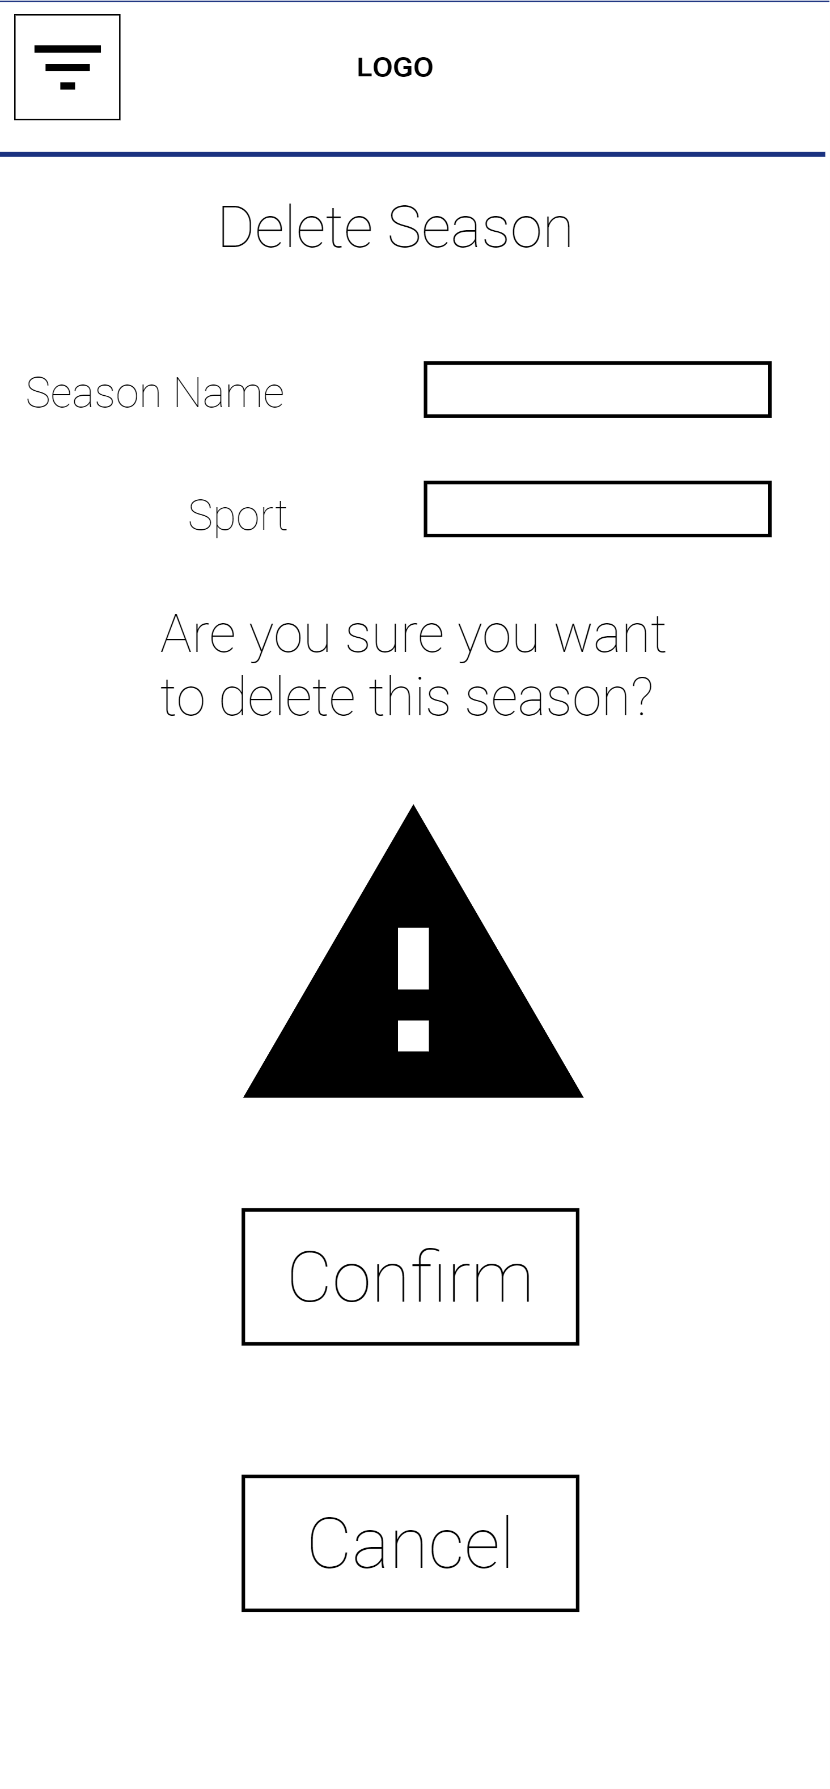 LOGO
Delete Season
Season Name
Sport
Are you sure you want
to delete this season?
Confirm
Cancel